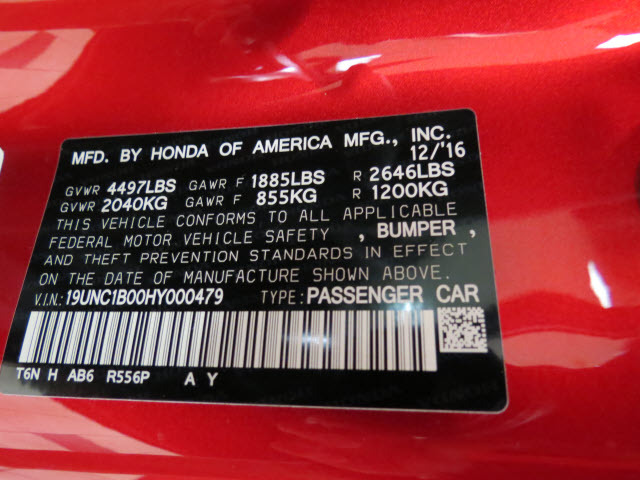 MFD. BY HONDA OF AMERICA MFG., INC.
12/'16
GVWR 4497LBS GAWR F 1885LBS R 2646LBS
GVWR 2040KG GAWR F 855KG R 1200KG
THIS VEHICLE CONFORMS TO ALL APPLICABLE
FEDERAL MOTOR VEHICLE SAFETY , BUMPER ,
AND THEFT PREVENTION STANDARDS IN EFFECT
ON THE DATE OF MANUFACTURE SHOWN ABOVE.
V.I.N: 19UNC1B00HY000479 TYPE: PASSENGER CAR
T6N H AB6 R556P A Y